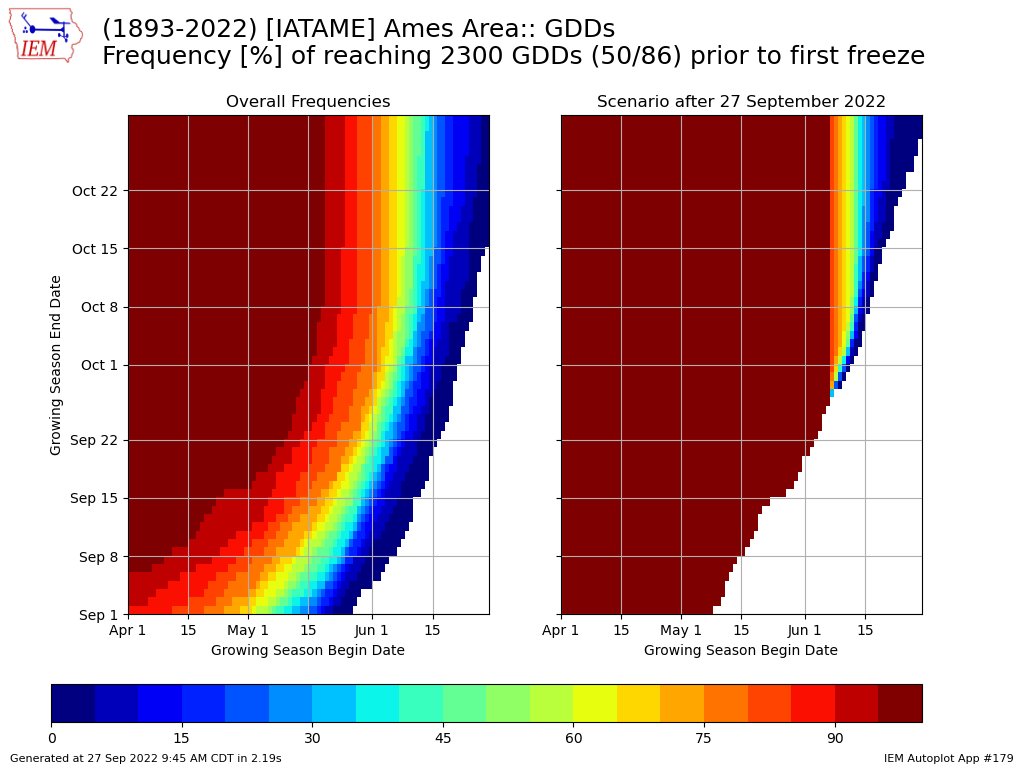 IEM
(1893-2022) [IATAME] Ames Area:: GDDs
Frequency [%] of reaching 2300 GDDs (50/86) prior to first freeze
Overall Frequencies
Scenario after 27 September 2022
Growing Season End Date
Oct 22
Oct 15
Oct 8
Oct 1
Sep 22
Sep 15
Sep 8
Sep 1
Apr 1 15 May 1 15 Jun 1 15
Growing Season Begin Date
Apr 1 15 May 1 15 Jun 1 15
Growing Season Begin Date
0 15 30 45 60 75 90
Generated at 27 Sep 2022 9:45 AM CDT in 2.19s
IEM Autoplot App #179